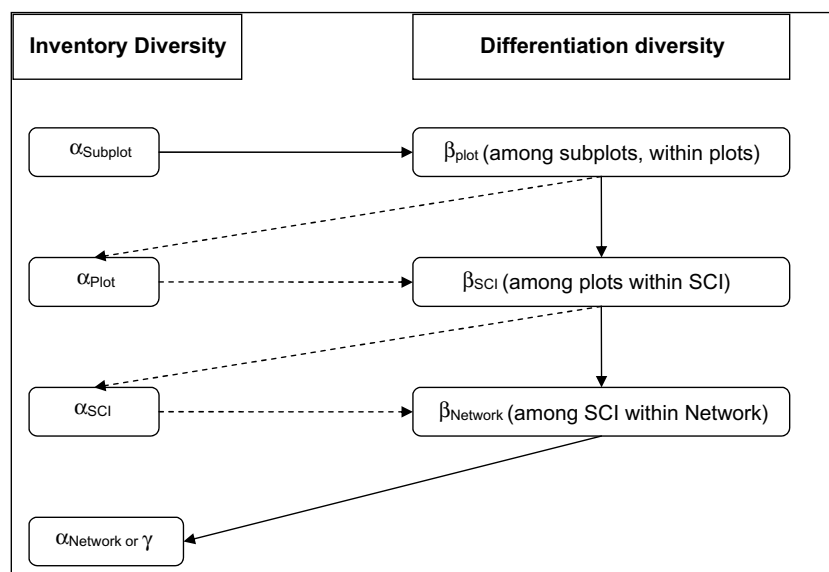 Inventory Diversity
Differentiation diversity
αSubplot
βplot (among subplots, within plots)
αPlot
βSCI (among plots within SCI)
αSCI
βNetwork (among SCI within Network)
αNetwork or γ